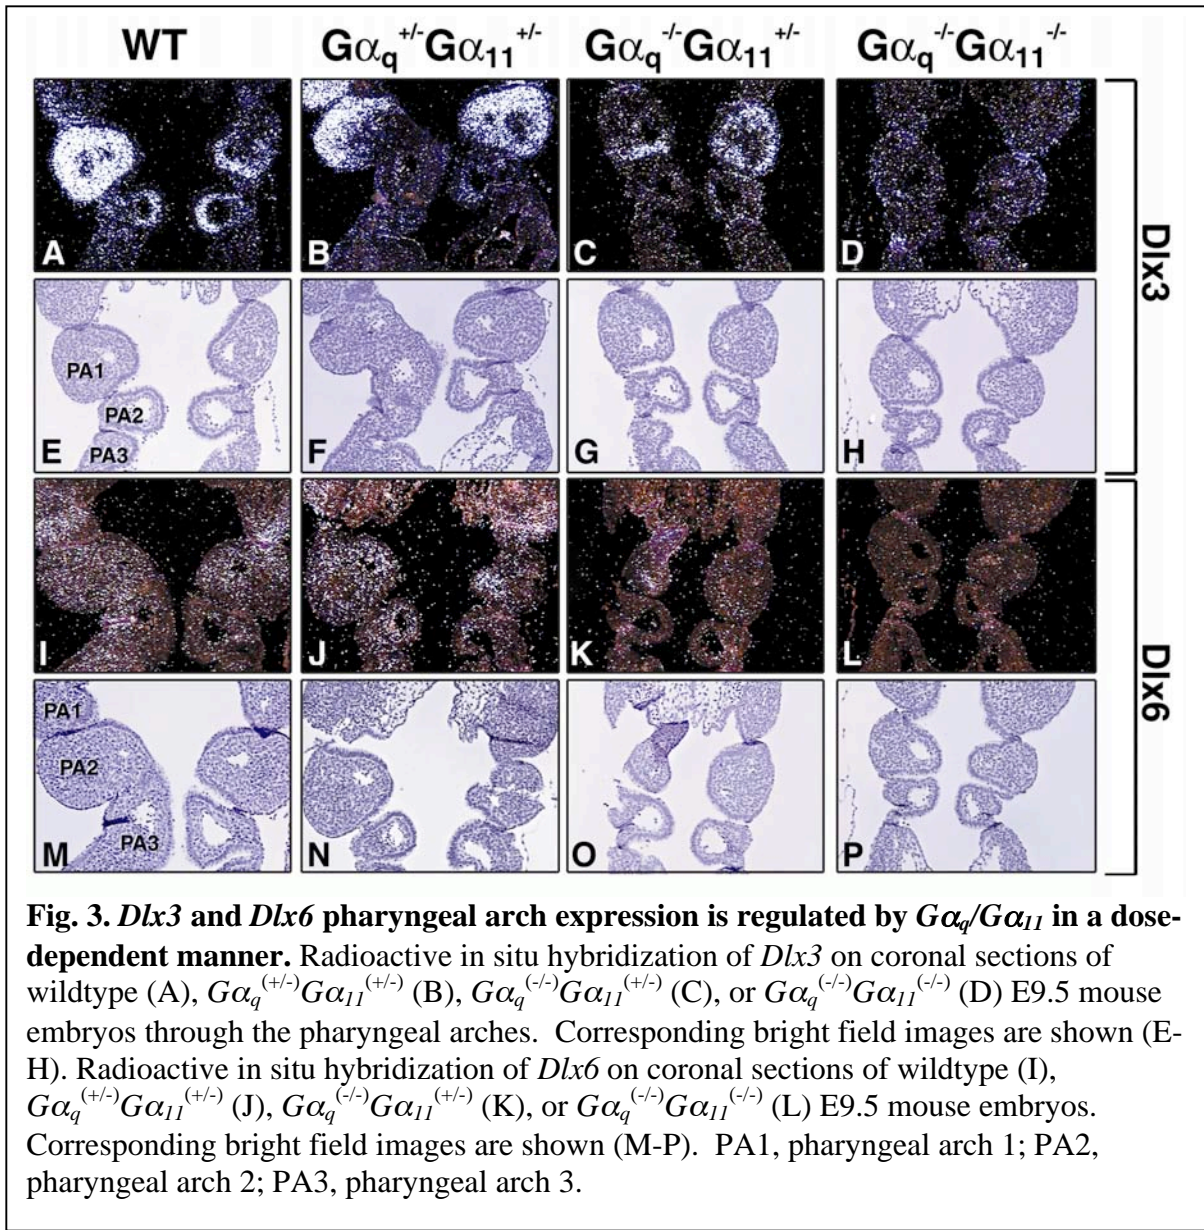 WT Gαq+/-Gα11+/- Gαq-/-Gα11+/- Gαq-/-Gα11-/-
A B C D
Dlx3
PA1
PA2
PA3
E F G H
I J K L
Dlx6
PA1
PA2
PA3
M N O P
Fig. 3. Dlx3 and Dlx6 pharyngeal arch expression is regulated by Gαq/Gα11 in a dose-
dependent manner. Radioactive in situ hybridization of Dlx3 on coronal sections of
wildtype (A), Gαq(+/-)Gα11(+/-) (B), Gαq(-/-)Gα11(+/-) (C), or Gαq(-/-)Gα11(-/-) (D) E9.5 mouse
embryos through the pharyngeal arches. Corresponding bright field images are shown (E-
H). Radioactive in situ hybridization of Dlx6 on coronal sections of wildtype (I),
Gαq(+/-)Gα11(+/-) (J), Gαq(-/-)Gα11(+/-) (K), or Gαq(-/-)Gα11(-/-) (L) E9.5 mouse embryos.
Corresponding bright field images are shown (M-P). PA1, pharyngeal arch 1; PA2,
pharyngeal arch 2; PA3, pharyngeal arch 3.